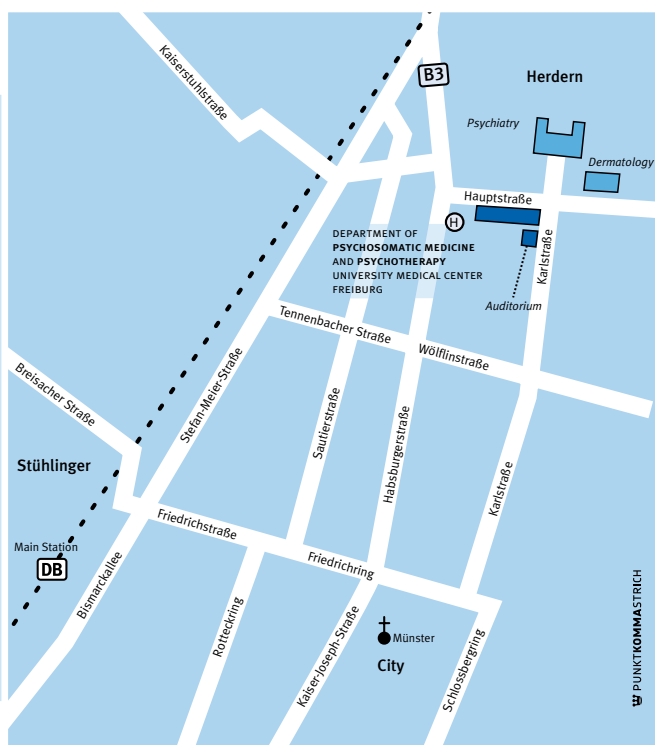 Kaiserstuhlstraße
B3
Herdern
Psychiatry
Dermatology
Hauptstraße
H
DEPARTMENT OF
PSYCHOSOMATIC MEDICINE
AND PSYCHOTHERAPY
UNIVERSITY MEDICAL CENTER
FREIBURG
Karlstraße
Auditorium
Tennenbacher Straße
Wölflinstraße
Breisacher Straße
Stefan-Meier-Straße
Sautierstraße
Habsburgerstraße
Karlstraße
Stühlinger
Friedrichstraße
Friedrichring
Main Station
DB
Bismarckallee
Rotteckring
Kaiser-Joseph-Straße
Münster
City
Schlossbergring
PUNKTKOMMASTRICH